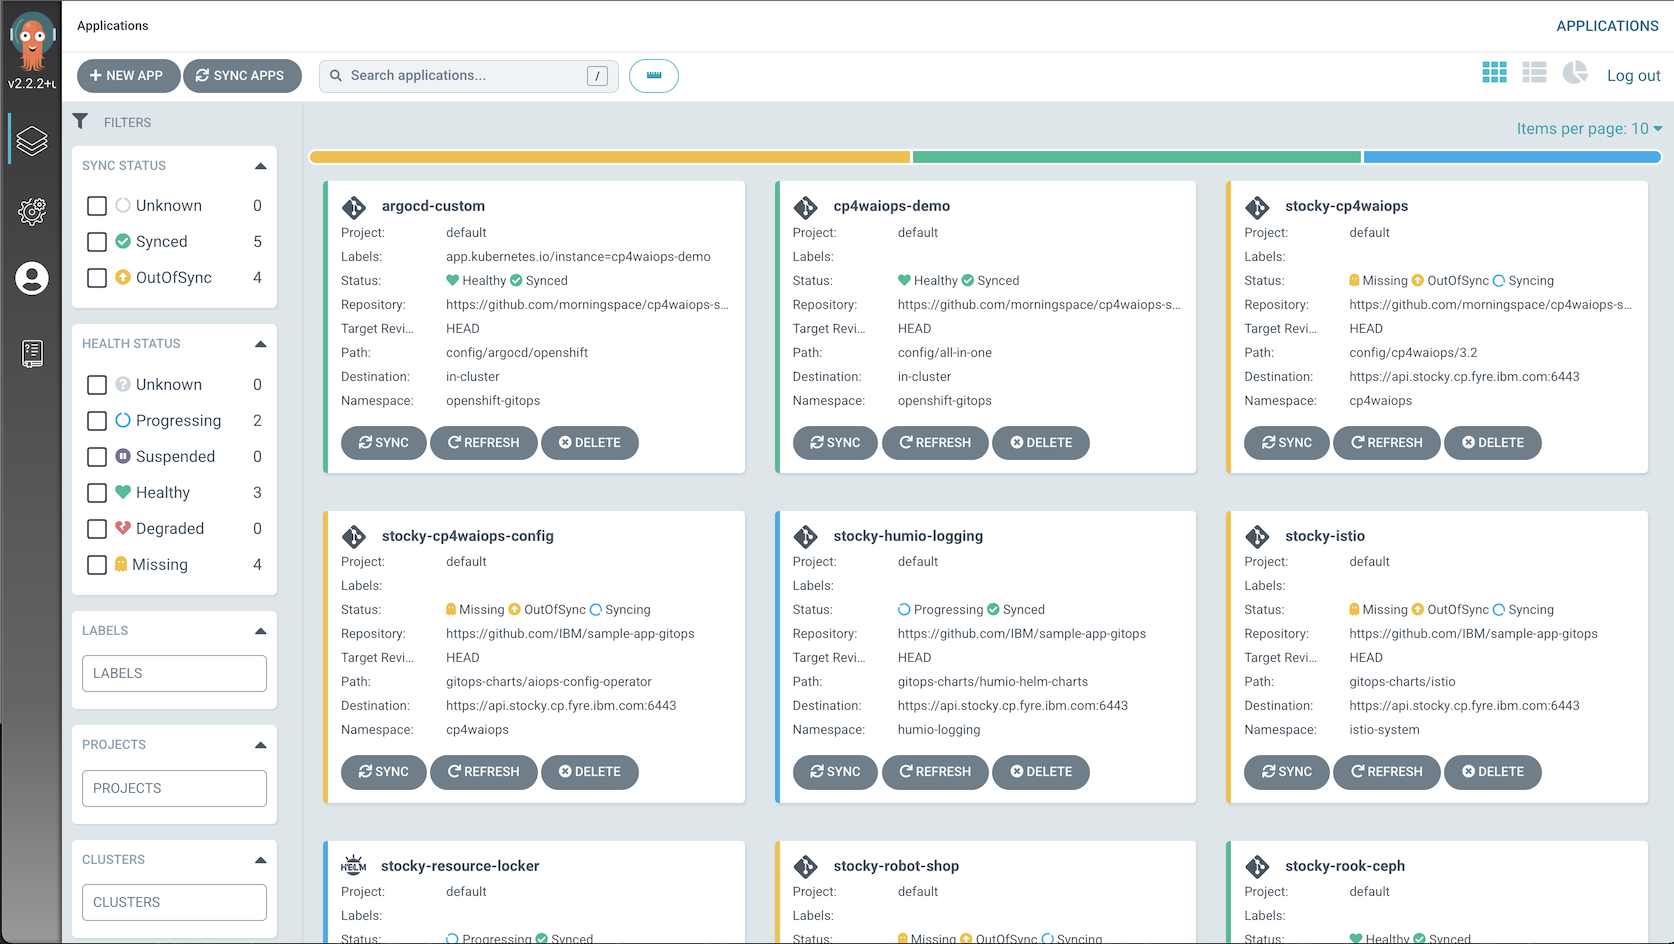 Applications
APPLICATIONS
v2.2.2+
NEW APP
SYNC APPS
Search applications...
/
Log out
FILTERS
Items per page: 10
SYNC STATUS
Unknown 0
Synced 5
OutOfSync 4
HEALTH STATUS
Unknown 0
Progressing 2
Suspended 0
Healthy 3
Degraded 0
Missing 4
LABELS
LABELS
PROJECTS
PROJECTS
CLUSTERS
CLUSTERS
argocd-custom
Project: default
Labels: app.kubernetes.io/instance=cp4waiops-demo
Status: Healthy Synced
Repository: https://github.com/morningspace/cp4waiops-s...
Target Revi... HEAD
Path: config/argocd/openshift
Destination: in-cluster
Namespace: openshift-gitops
SYNC REFRESH DELETE
cp4waiops-demo
Project: default
Labels:
Status: Healthy Synced
Repository: https://github.com/morningspace/cp4waiops-s...
Target Revi... HEAD
Path: config/all-in-one
Destination: in-cluster
Namespace: openshift-gitops
SYNC REFRESH DELETE
stocky-cp4waiops
Project: default
Labels:
Status: Missing OutOfSync Syncing
Repository: https://github.com/morningspace/cp4waiops-s...
Target Revi... HEAD
Path: config/cp4waiops/3.2
Destination: https://api.stocky.cp.fyre.ibm.com:6443
Namespace: cp4waiops
SYNC REFRESH DELETE
stocky-cp4waiops-config
Project: default
Labels:
Status: Missing OutOfSync Syncing
Repository: https://github.com/IBM/sample-app-gitops
Target Revi... HEAD
Path: gitops-charts/aiops-config-operator
Destination: https://api.stocky.cp.fyre.ibm.com:6443
Namespace: cp4waiops
SYNC REFRESH DELETE
stocky-humio-logging
Project: default
Labels:
Status: Progressing Synced
Repository: https://github.com/IBM/sample-app-gitops
Target Revi... HEAD
Path: gitops-charts/humio-helm-charts
Destination: https://api.stocky.cp.fyre.ibm.com:6443
Namespace: humio-logging
SYNC REFRESH DELETE
stocky-istio
Project: default
Labels:
Status: Missing OutOfSync Syncing
Repository: https://github.com/IBM/sample-app-gitops
Target Revi... HEAD
Path: gitops-charts/istio
Destination: https://api.stocky.cp.fyre.ibm.com:6443
Namespace: istio-system
SYNC REFRESH DELETE
HELM
stocky-resource-locker
Project: default
Labels:
Status: Progressing Synced
stocky-robot-shop
Project: default
Labels:
Status: Missing OutOfSync Syncing
stocky-rook-ceph
Project: default
Labels:
Status: Healthy Synced